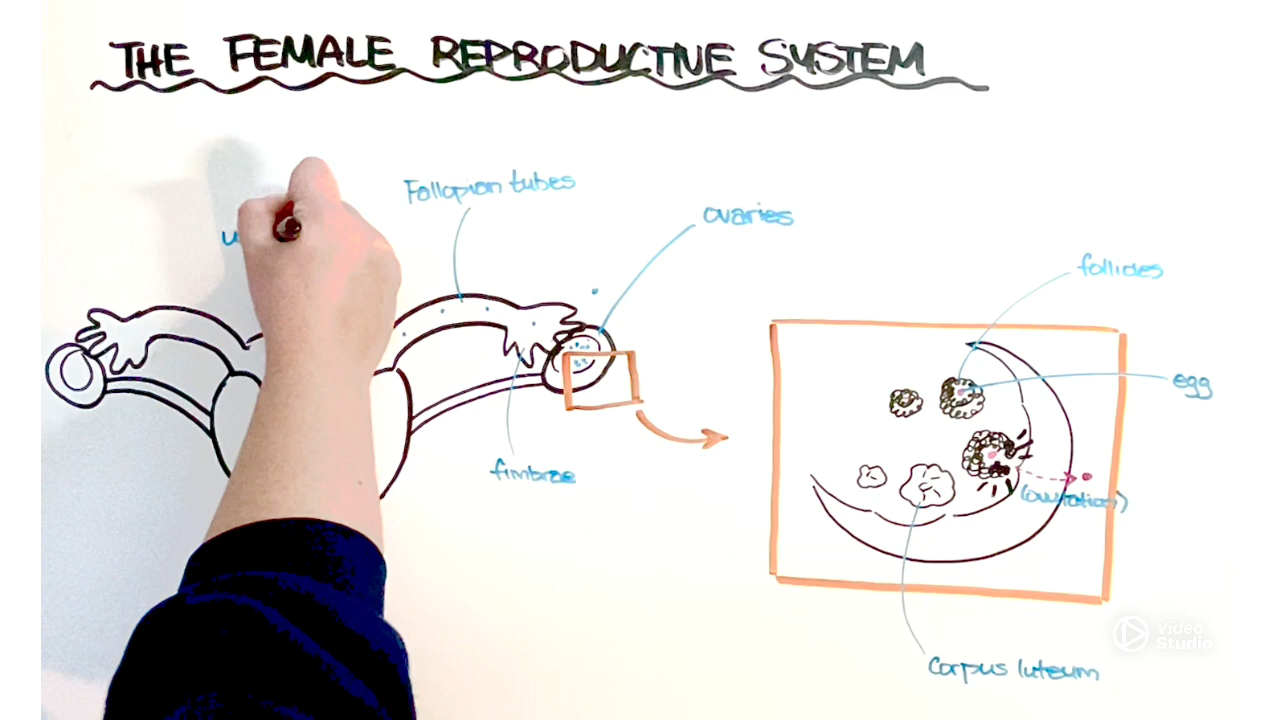 THE FEMALE REPRODUCTIVE SYSTEM
Fallopian tubes
ovaries
u
follicles
egg
fimbrae
(ovulation)
corpus luteum
Video
Studio